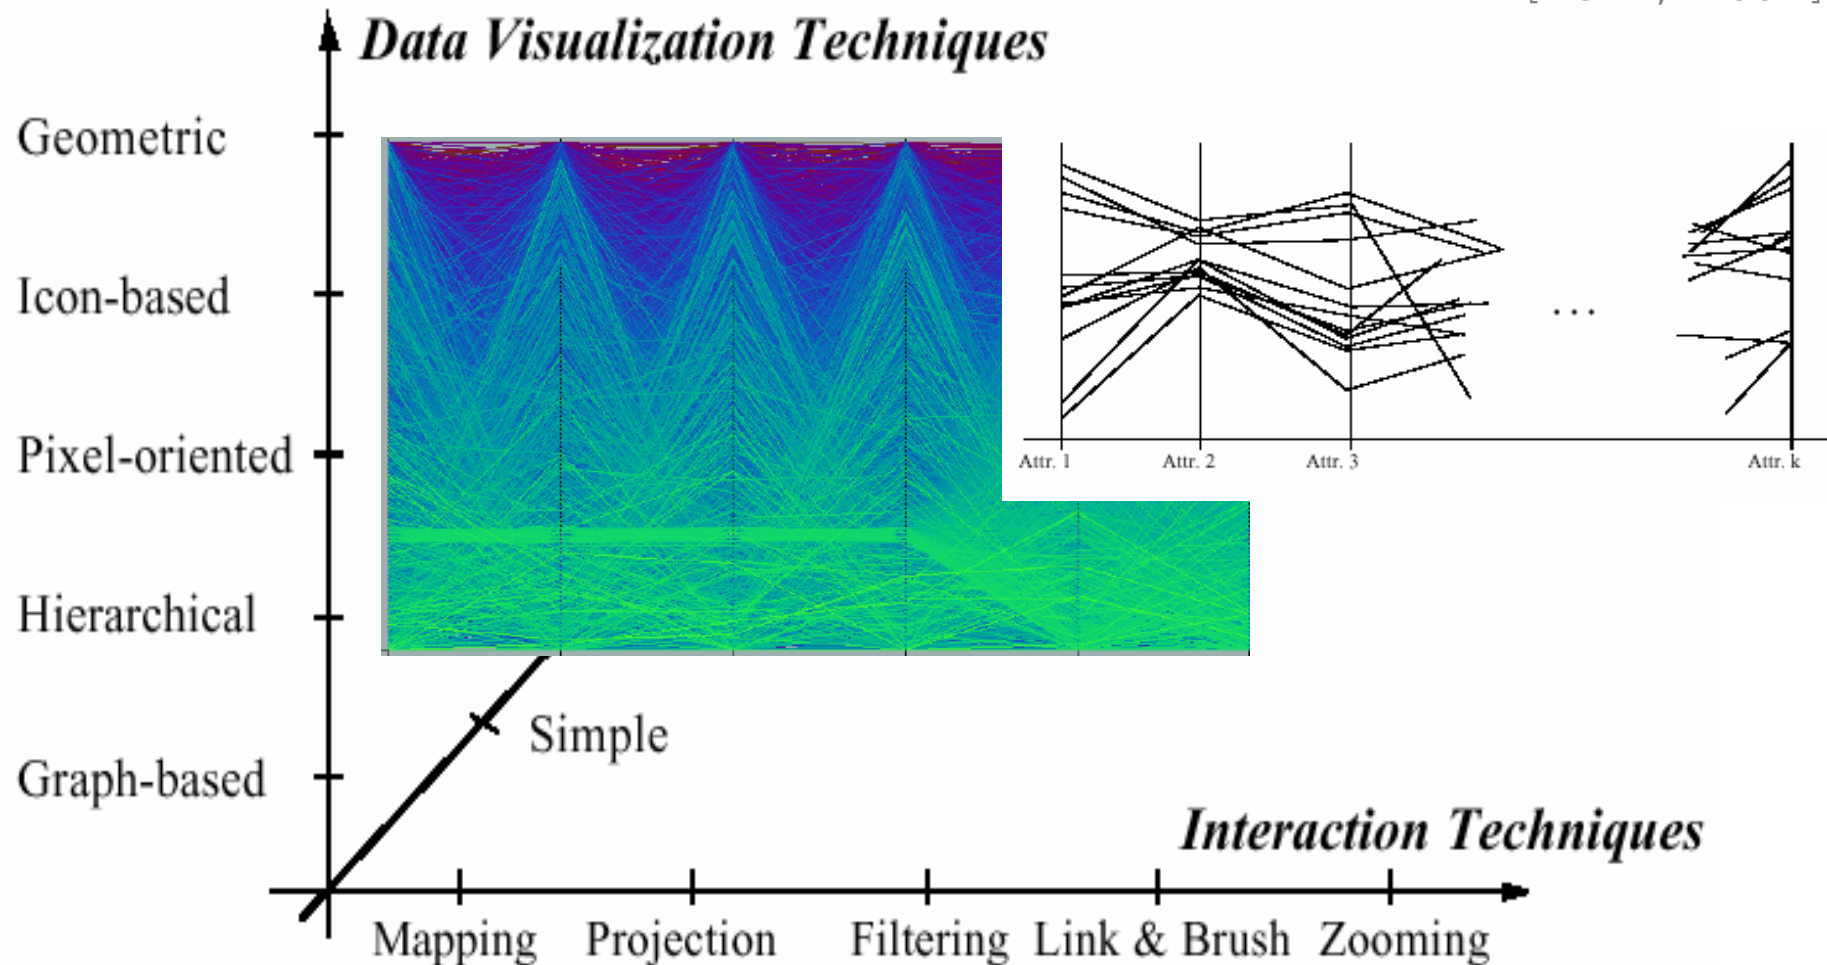 Data Visualization Techniques
Geometric
Icon-based
Pixel-oriented
Hierarchical
Graph-based
Attr. 1 Attr. 2 Attr. 3 ... Attr. k
Simple
Interaction Techniques
Mapping Projection Filtering Link & Brush Zooming